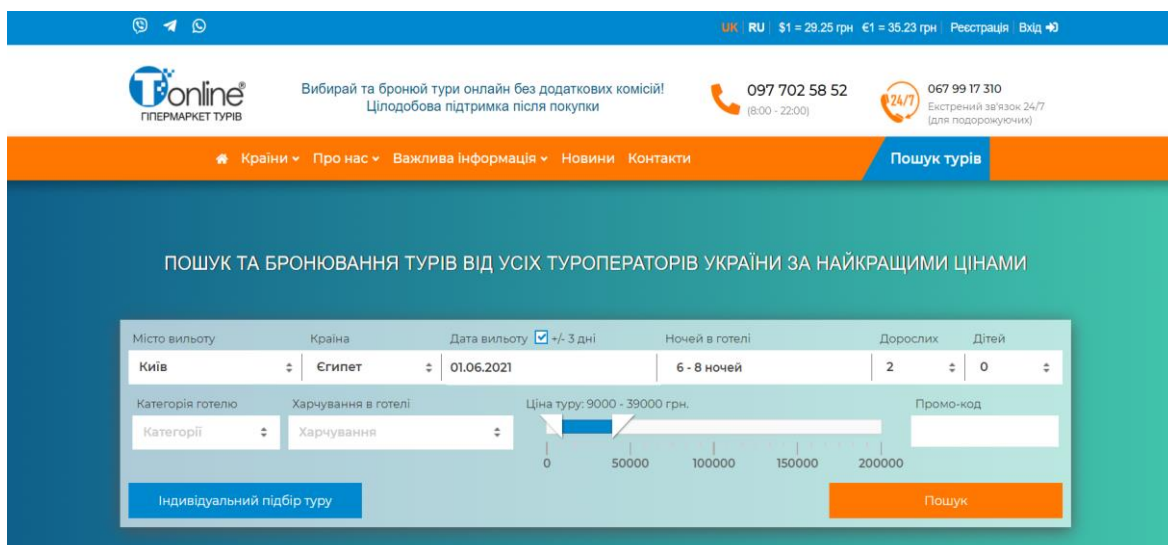 UK RU $1 = 29.25 грн €1 = 35.23 грн Реєстрація Вхід
Tonline®
ГІПЕРМАРКЕТ ТУРІВ
Вибирай та бронюй тури онлайн без додаткових комісій!
Цілодобова підтримка після покупки
097 702 58 52
(8:00 - 22:00)
24/7
067 99 17 310
Екстрений зв'язок 24/7
(для подорожуючих)
Країни Про нас Важлива інформація Новини Контакти Пошук турів
ПОШУК ТА БРОНЮВАННЯ ТУРІВ ВІД УСІХ ТУРОПЕРАТОРІВ УКРАЇНИ ЗА НАЙКРАЩИМИ ЦІНАМИ
Місто вильоту Країна Дата вильоту +/- 3 дні Ночей в готелі Дорослих Дітей
Київ Єгипет 01.06.2021 6 - 8 ночей 2 0
Категорія готелю Харчування в готелі Ціна туру: 9000 - 39000 грн. Промо-код
Категорії Харчування
0 50000 100000 150000 200000
Індивідуальний підбір туру Пошук